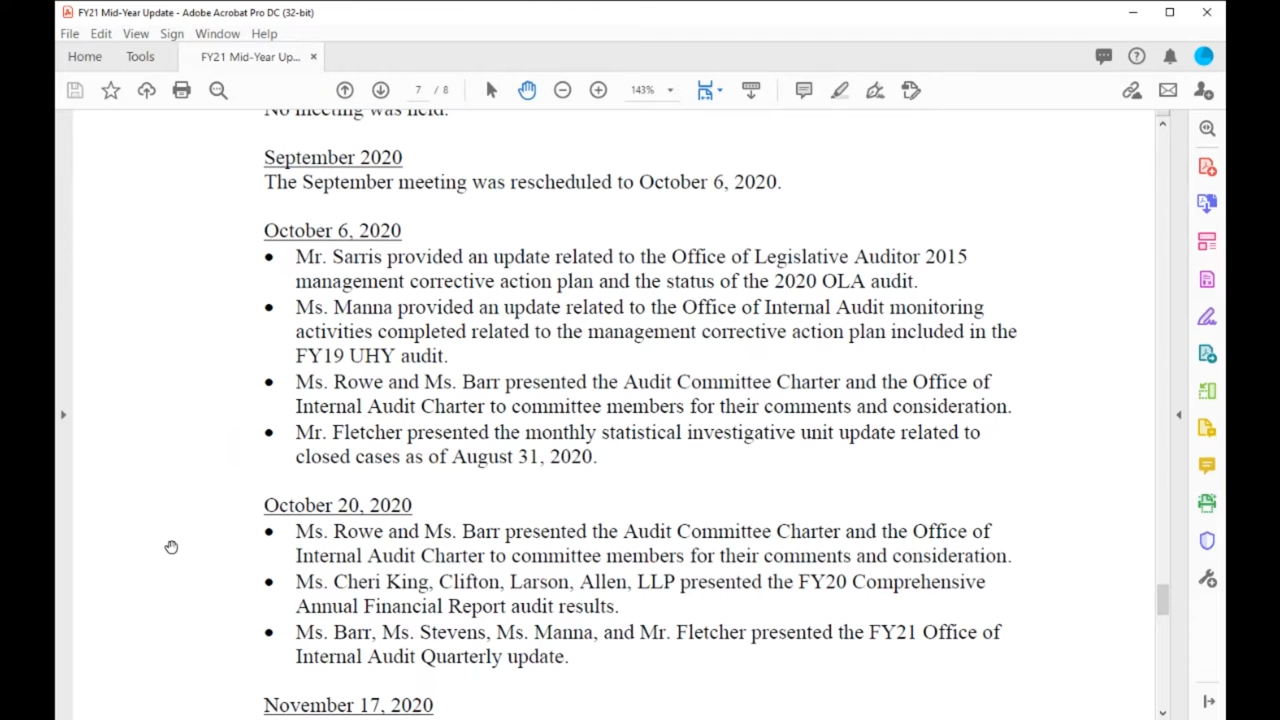 FY21 Mid-Year Update - Adobe Acrobat Pro DC (32-bit)
File Edit View Sign Window Help
Home Tools FY21 Mid-Year Up... ×
7 / 8 143%
No meeting was held.
September 2020
The September meeting was rescheduled to October 6, 2020.
October 6, 2020
• Mr. Sarris provided an update related to the Office of Legislative Auditor 2015
management corrective action plan and the status of the 2020 OLA audit.
• Ms. Manna provided an update related to the Office of Internal Audit monitoring
activities completed related to the management corrective action plan included in the
FY19 UHY audit.
• Ms. Rowe and Ms. Barr presented the Audit Committee Charter and the Office of
Internal Audit Charter to committee members for their comments and consideration.
• Mr. Fletcher presented the monthly statistical investigative unit update related to
closed cases as of August 31, 2020.
October 20, 2020
• Ms. Rowe and Ms. Barr presented the Audit Committee Charter and the Office of
Internal Audit Charter to committee members for their comments and consideration.
• Ms. Cheri King, Clifton, Larson, Allen, LLP presented the FY20 Comprehensive
Annual Financial Report audit results.
• Ms. Barr, Ms. Stevens, Ms. Manna, and Mr. Fletcher presented the FY21 Office of
Internal Audit Quarterly update.
November 17, 2020